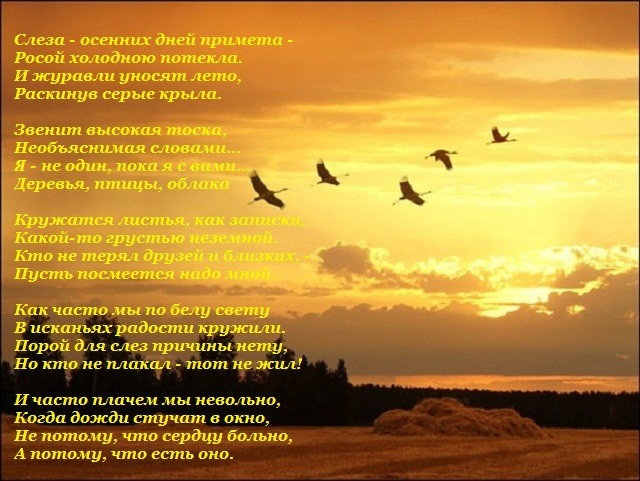 Слеза - осенних дней примета -
Росой холодною потекла.
И журавли уносят лето,
Раскинув серые крыла.
Звенит высокая тоска,
Необъяснимая словами...
Я - не один, пока я с вами...
Деревья, птицы, облака
Кружатся листья, как записки,
Какой-то грустью неземной.
Кто не терял друзей и близких, -
Пусть посмеется надо мной.
Как часто мы по белу свету
В исканьях радости кружили.
Порой для слез причины нету,
Но кто не плакал - тот не жил!
И часто плачем мы невольно,
Когда дожди стучат в окно,
Не потому, что сердцу больно,
А потому, что есть оно.